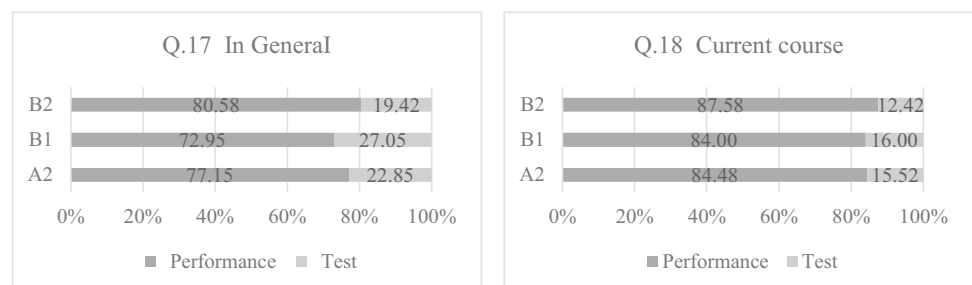 Q.17 In General
B2 80.58 19.42
B1 72.95 27.05
A2 77.15 22.85
0% 20% 40% 60% 80% 100%
Performance Test
Q.18 Current course
B2 87.58 12.42
B1 84.00 16.00
A2 84.48 15.52
0% 20% 40% 60% 80% 100%
Performance Test